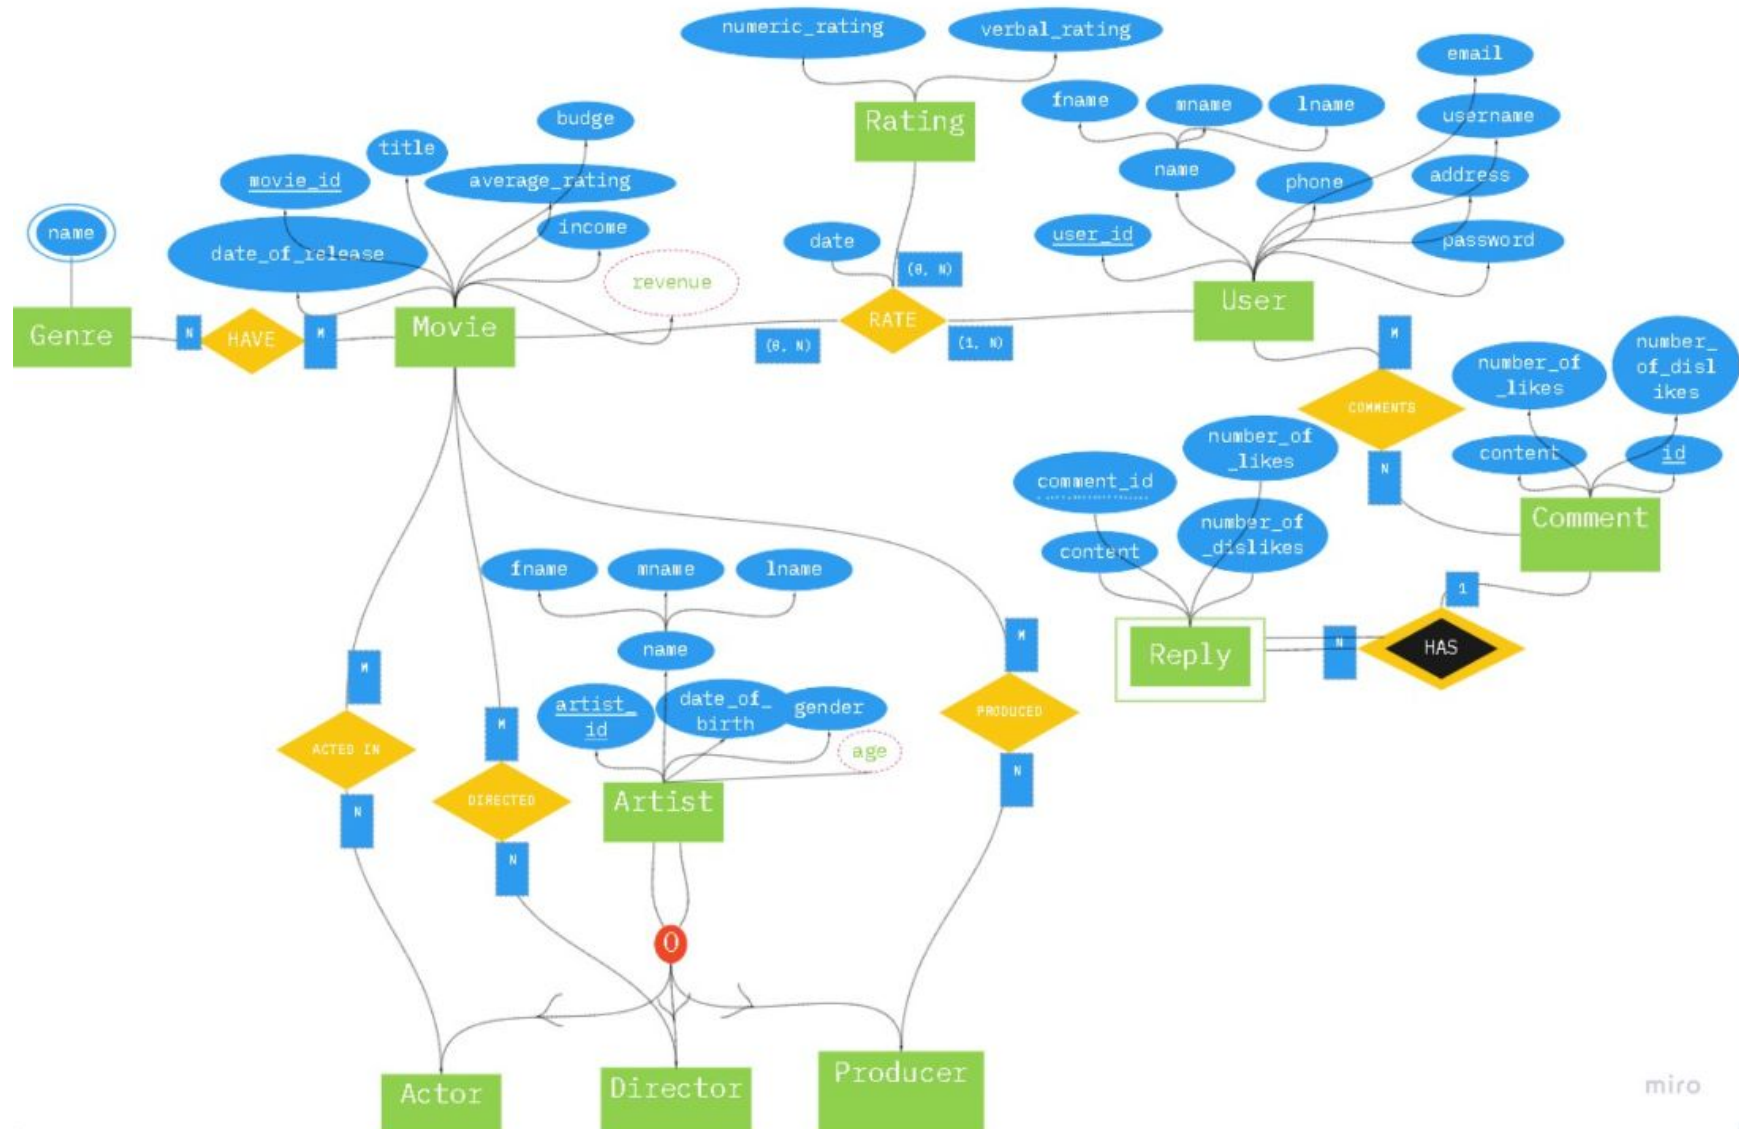 numeric_rating
verbal_rating
email
fname
mname
lname
username
Rating
budge
title
name
phone
address
movie_id
average_rating
name
date
income
user_id
password
date_of_release
(0, N)
revenue
User
Genre
N
HAVE
M
Movie
(0, N)
RATE
(1, N)
M
number_of
_likes
number_
of_disl
ikes
COMMENTS
number_of
_likes
content
id
N
comment_id
Comment
content
number_of
_dislikes
fname
mname
lname
1
M
name
Reply
N
HAS
M
artist_
id
date_of_
birth
gender
M
PRODUCED
ACTED IN
age
N
DIRECTED
Artist
N
N
O
Actor
Director
Producer
miro